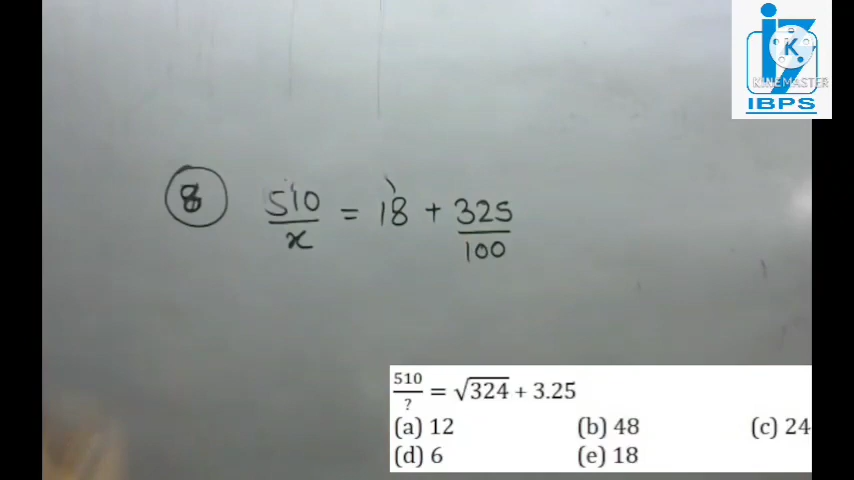 K
KINEMASTER
IBPS
8 510/x = 18 + 325/100
510/? = √324 + 3.25
(a) 12 (b) 48 (c) 24
(d) 6 (e) 18